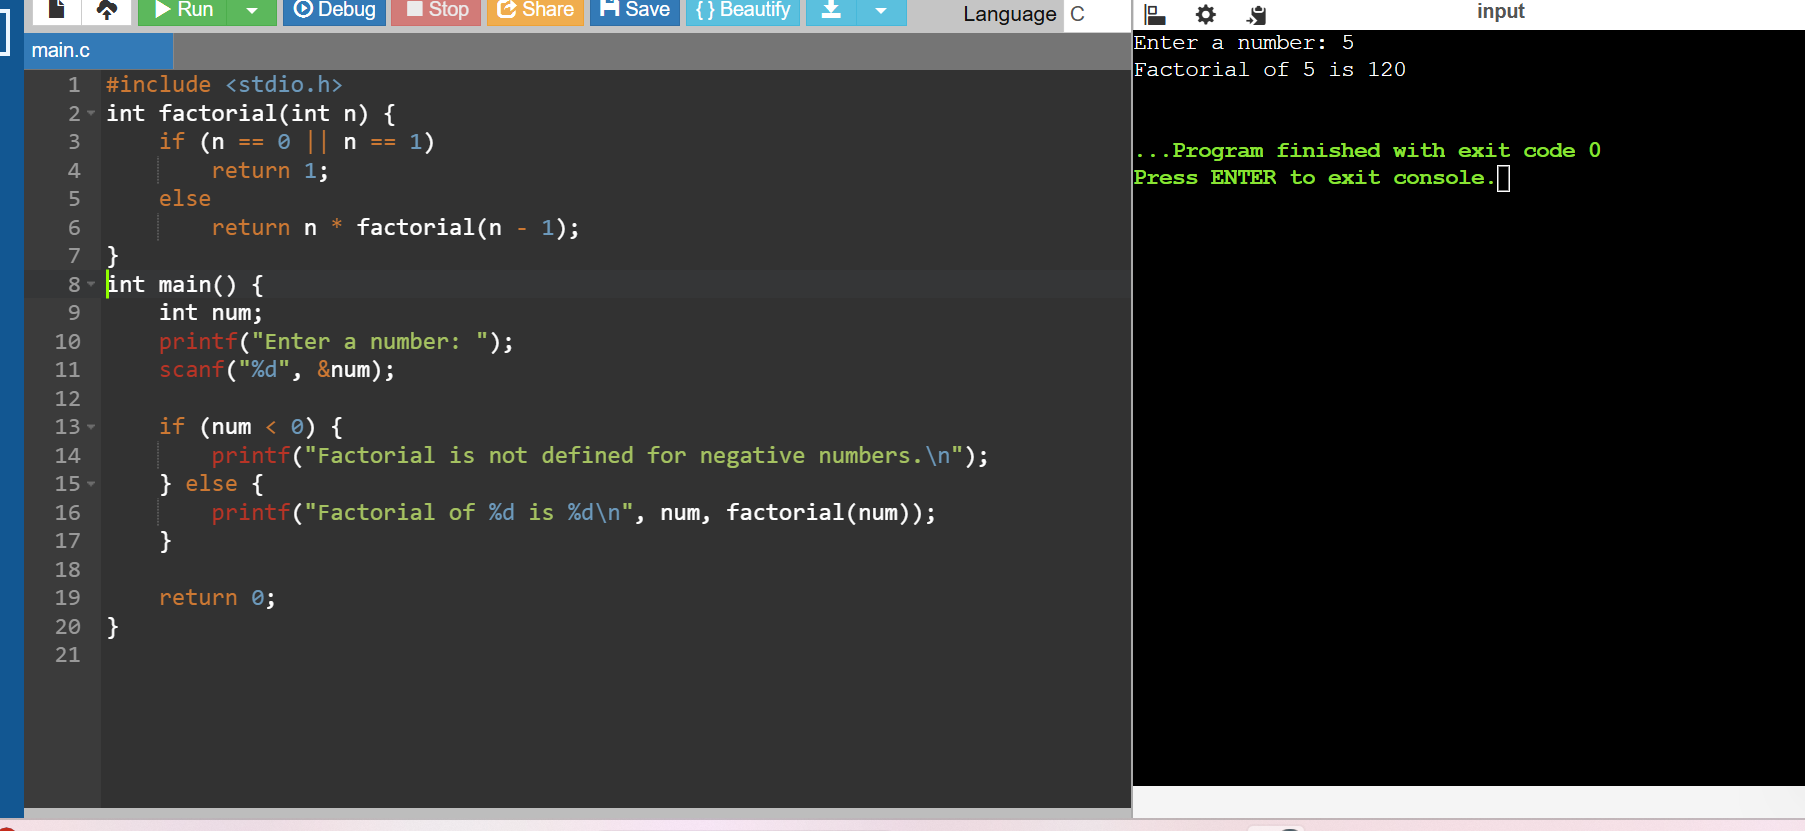 Run Debug Stop Share Save {} Beautify Language C
main.c
1 #include <stdio.h>
2 int factorial(int n) {
3     if (n == 0 || n == 1)
4         return 1;
5     else
6         return n * factorial(n - 1);
7 }
8 int main() {
9     int num;
10     printf("Enter a number: ");
11     scanf("%d", &num);
12
13     if (num < 0) {
14         printf("Factorial is not defined for negative numbers.\n");
15     } else {
16         printf("Factorial of %d is %d\n", num, factorial(num));
17     }
18
19     return 0;
20 }
21
input
Enter a number: 5
Factorial of 5 is 120
...Program finished with exit code 0
Press ENTER to exit console.